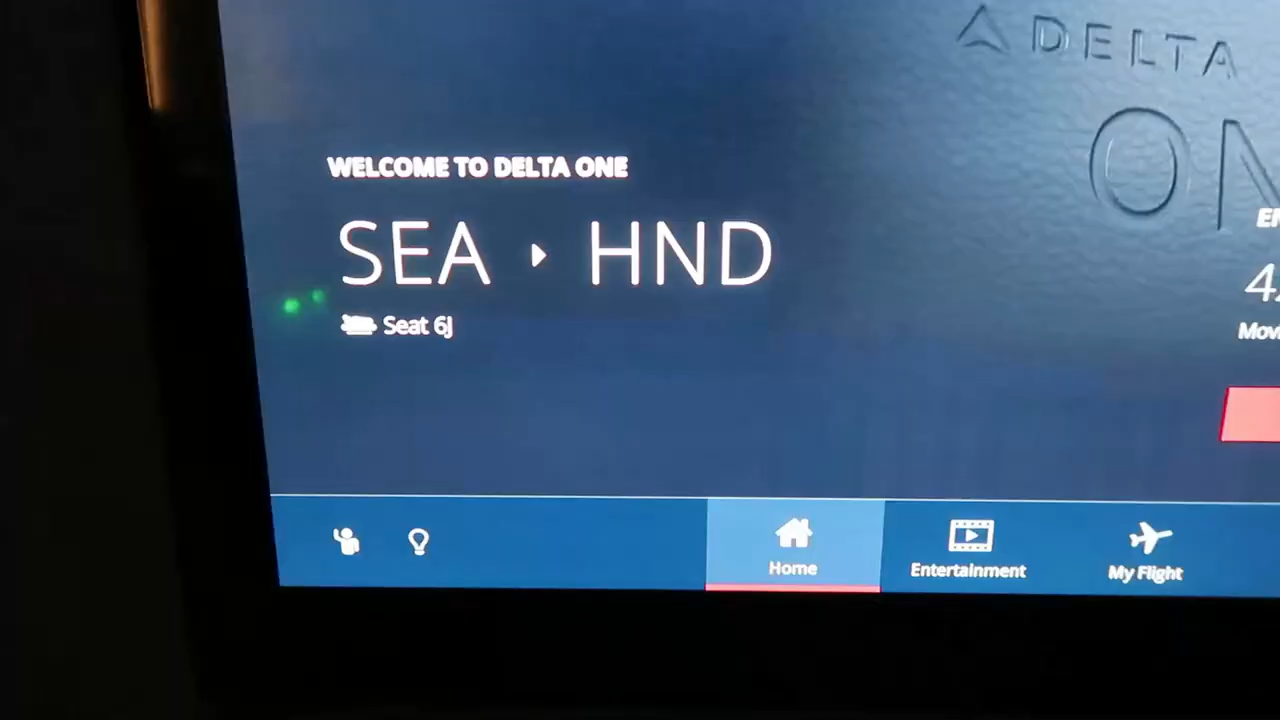 DELTA
WELCOME TO DELTA ONE
SEA HND
Seat 6J
Home
Entertainment
My Flight